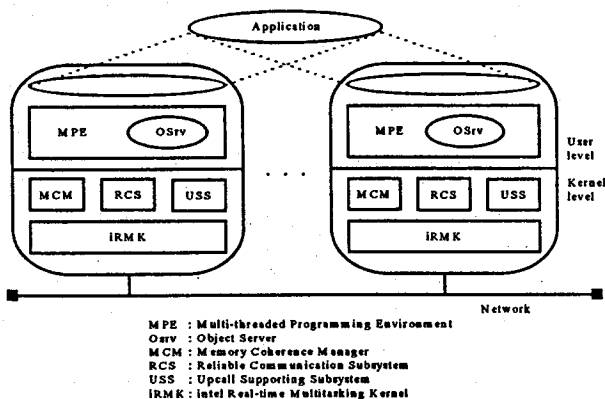 Application
MPE OSrv
MPE OSrv
User level
MCM RCS USS
. . .
MCM RCS USS
Kernel level
iRMK
iRMK
Network
MPE : Multi-threaded Programming Environment
Osrv : Object Server
MCM : Memory Coherence Manager
RCS : Reliable Communication Subsystem
USS : Upcall Supporting Subsystem
iRMK : intel Real-time Multitasking Kernel